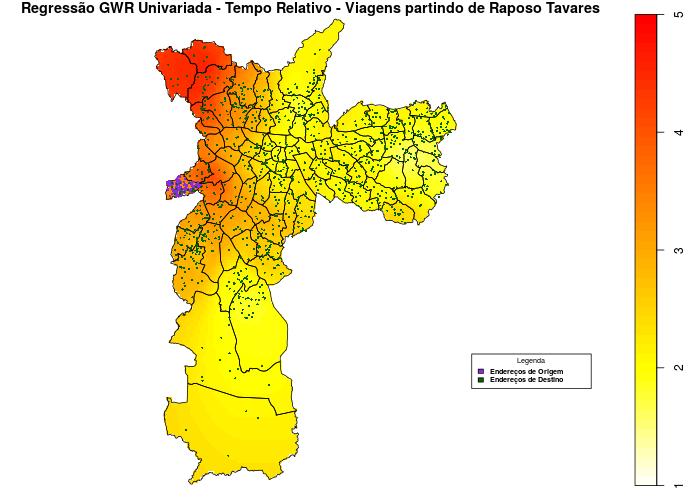 Regressão GWR Univariada - Tempo Relativo - Viagens partindo de Raposo Tavares
5
4
3
2
1
Legenda
Endereços de Origem
Endereços de Destino